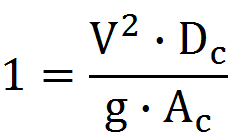 1 = V² · D_c / g · A_c